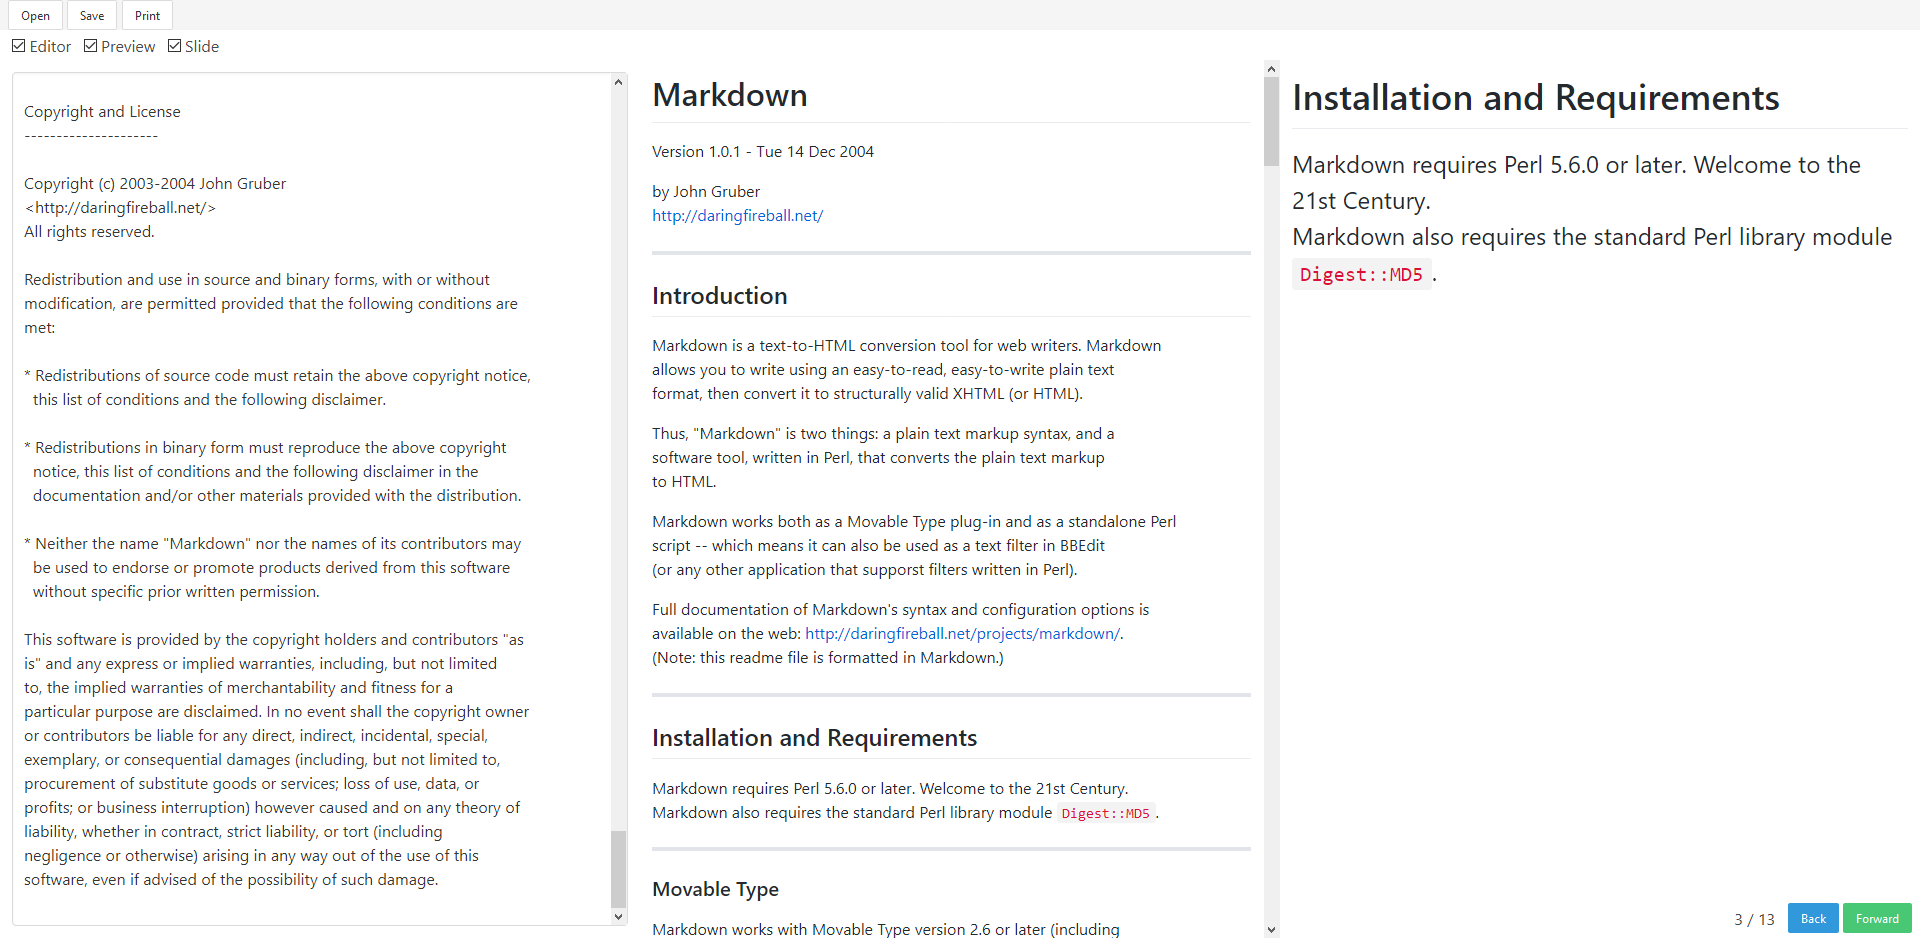 Open Save Print
Editor Preview Slide
Copyright and License
---------------------
Copyright (c) 2003-2004 John Gruber
<http://daringfireball.net/>
All rights reserved.
Redistribution and use in source and binary forms, with or without
modification, are permitted provided that the following conditions are
met:
* Redistributions of source code must retain the above copyright notice,
this list of conditions and the following disclaimer.
* Redistributions in binary form must reproduce the above copyright
notice, this list of conditions and the following disclaimer in the
documentation and/or other materials provided with the distribution.
* Neither the name "Markdown" nor the names of its contributors may
be used to endorse or promote products derived from this software
without specific prior written permission.
This software is provided by the copyright holders and contributors "as
is" and any express or implied warranties, including, but not limited
to, the implied warranties of merchantability and fitness for a
particular purpose are disclaimed. In no event shall the copyright owner
or contributors be liable for any direct, indirect, incidental, special,
exemplary, or consequential damages (including, but not limited to,
procurement of substitute goods or services; loss of use, data, or
profits; or business interruption) however caused and on any theory of
liability, whether in contract, strict liability, or tort (including
negligence or otherwise) arising in any way out of the use of this
software, even if advised of the possibility of such damage.
Markdown
Version 1.0.1 - Tue 14 Dec 2004
by John Gruber
http://daringfireball.net/
Introduction
Markdown is a text-to-HTML conversion tool for web writers. Markdown
allows you to write using an easy-to-read, easy-to-write plain text
format, then convert it to structurally valid XHTML (or HTML).
Thus, "Markdown" is two things: a plain text markup syntax, and a
software tool, written in Perl, that converts the plain text markup
to HTML.
Markdown works both as a Movable Type plug-in and as a standalone Perl
script -- which means it can also be used as a text filter in BBEdit
(or any other application that supporst filters written in Perl).
Full documentation of Markdown's syntax and configuration options is
available on the web: http://daringfireball.net/projects/markdown/.
(Note: this readme file is formatted in Markdown.)
Installation and Requirements
Markdown requires Perl 5.6.0 or later. Welcome to the 21st Century.
Markdown also requires the standard Perl library module Digest::MD5.
Movable Type
Markdown works with Movable Type version 2.6 or later (including
Installation and Requirements
Markdown requires Perl 5.6.0 or later. Welcome to the
21st Century.
Markdown also requires the standard Perl library module
Digest::MD5.
3 / 13 Back Forward